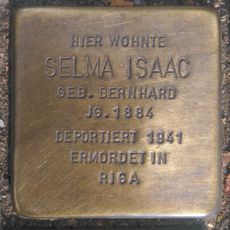 HIER WOHNTE
SELMA ISAAC
GEB. BERNHARD
JG. 1884
DEPORTIERT 1941
ERMORDET IN
RIGA